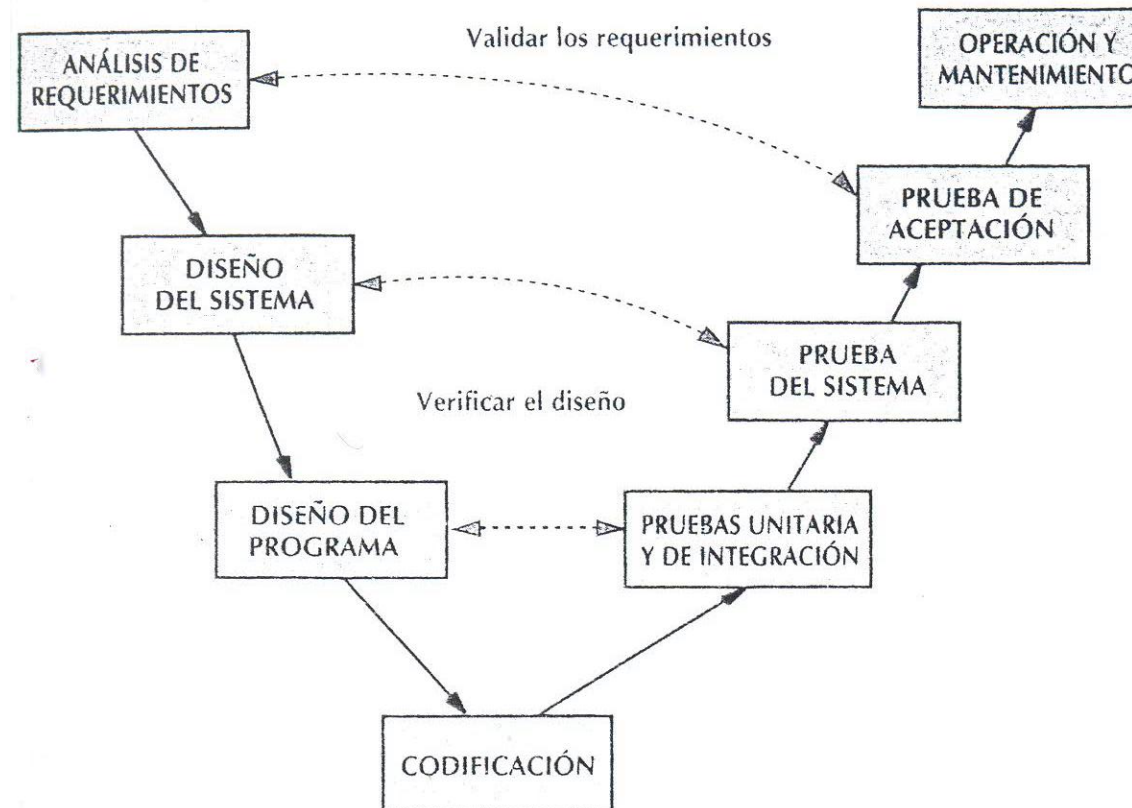 ANÁLISIS DE
REQUERIMIENTOS
Validar los requerimientos
OPERACIÓN Y
MANTENIMIENTO
PRUEBA DE
ACEPTACIÓN
DISEÑO
DEL SISTEMA
PRUEBA
DEL SISTEMA
Verificar el diseño
DISEÑO DEL
PROGRAMA
PRUEBAS UNITARIA
Y DE INTEGRACIÓN
CODIFICACIÓN